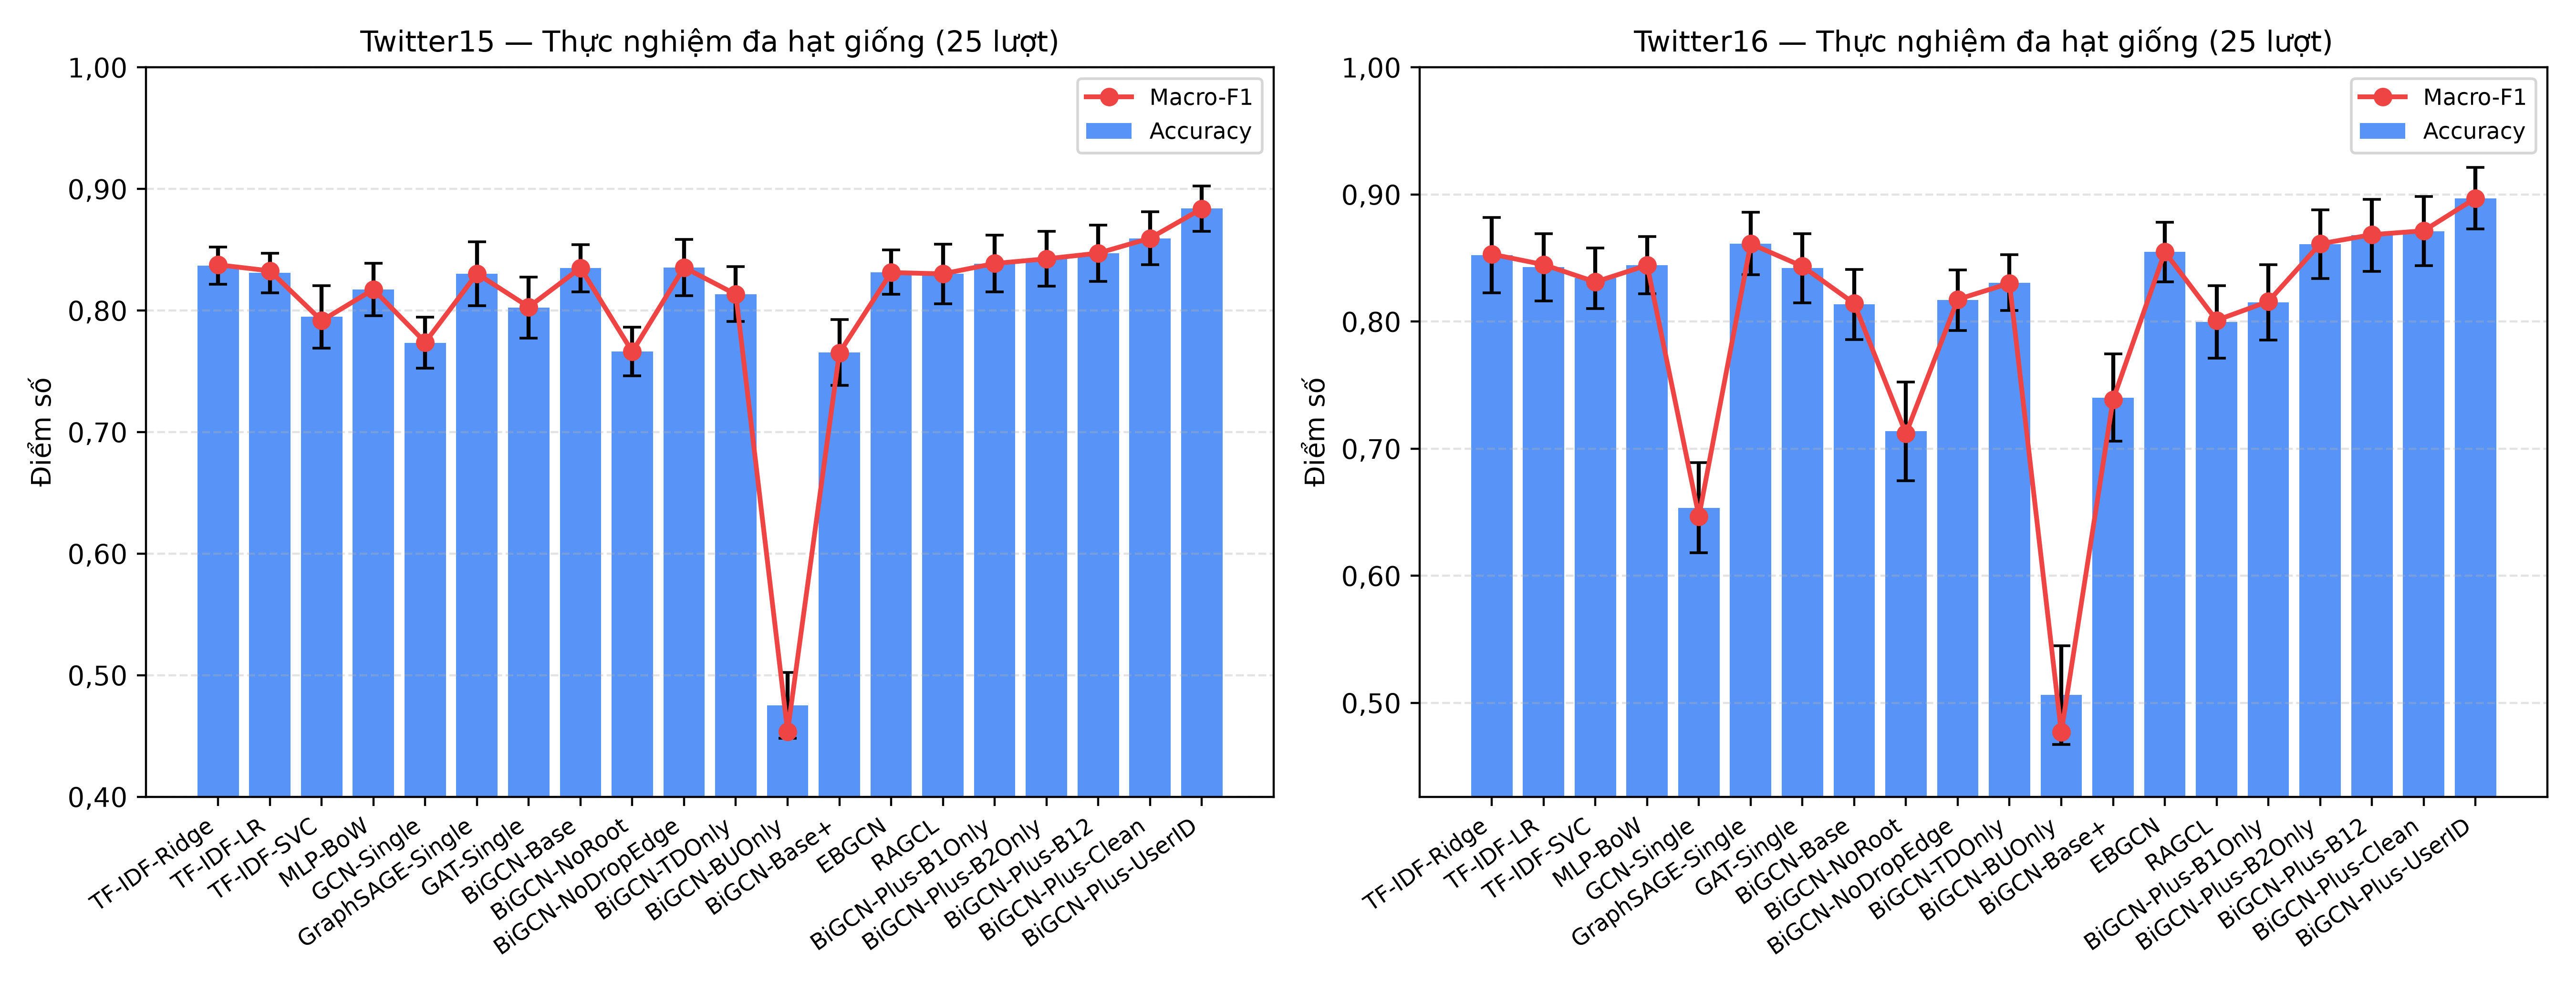 Twitter15 — Thực nghiệm đa hạt giống (25 lượt)
Macro-F1
Accuracy
Điểm số
1,00
0,90
0,80
0,70
0,60
0,50
0,40
TF-IDF-Ridge
TF-IDF-LR
TF-IDF-SVC
MLP-BoW
GCN-Single
GraphSAGE-Single
GAT-Single
BiGCN-Base
BiGCN-NoRoot
BiGCN-NoDropEdge
BiGCN-TDOnly
BiGCN-BUOnly
BiGCN-Base+
EBGCN
RAGCL
BiGCN-Plus-B1Only
BiGCN-Plus-B2Only
BiGCN-Plus-B12
BiGCN-Plus-Clean
BiGCN-Plus-UserID
Twitter16 — Thực nghiệm đa hạt giống (25 lượt)
Macro-F1
Accuracy
Điểm số
1,00
0,90
0,80
0,70
0,60
0,50
TF-IDF-Ridge
TF-IDF-LR
TF-IDF-SVC
MLP-BoW
GCN-Single
GraphSAGE-Single
GAT-Single
BiGCN-Base
BiGCN-NoRoot
BiGCN-NoDropEdge
BiGCN-TDOnly
BiGCN-BUOnly
BiGCN-Base+
EBGCN
RAGCL
BiGCN-Plus-B1Only
BiGCN-Plus-B2Only
BiGCN-Plus-B12
BiGCN-Plus-Clean
BiGCN-Plus-UserID